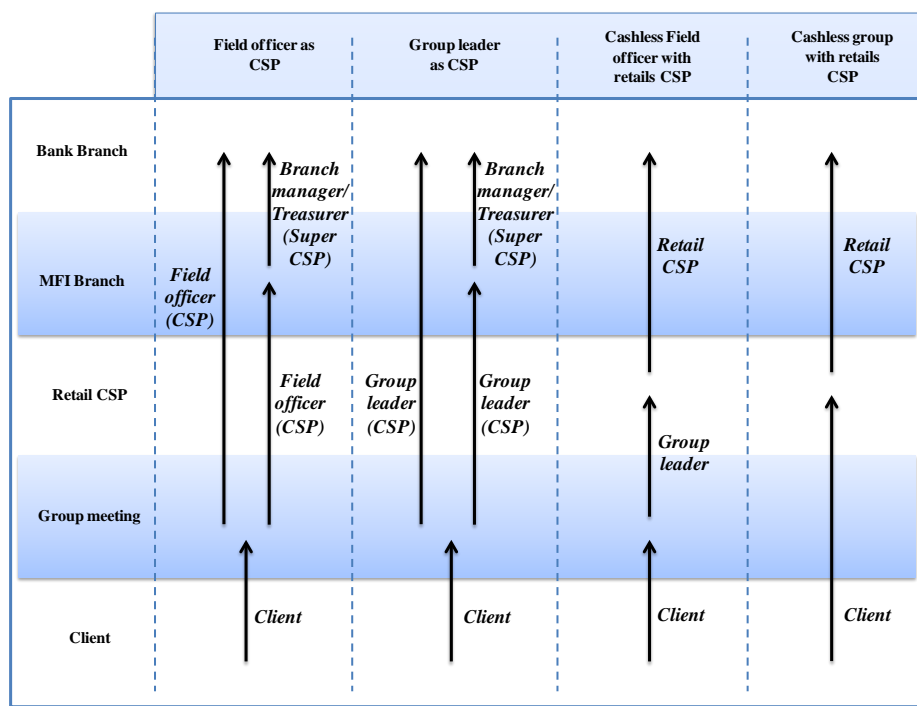 Field officer as
CSP
Group leader
as CSP
Cashless Field
officer with
retails CSP
Cashless group
with retails
CSP
Bank Branch
Branch
manager/
Treasurer
(Super
CSP)
Branch
manager/
Treasurer
(Super
CSP)
MFI Branch
Field
officer
(CSP)
Retail
CSP
Retail
CSP
Retail CSP
Field
officer
(CSP)
Group
leader
(CSP)
Group
leader
(CSP)
Group
leader
Group meeting
Client
Client
Client
Client
Client